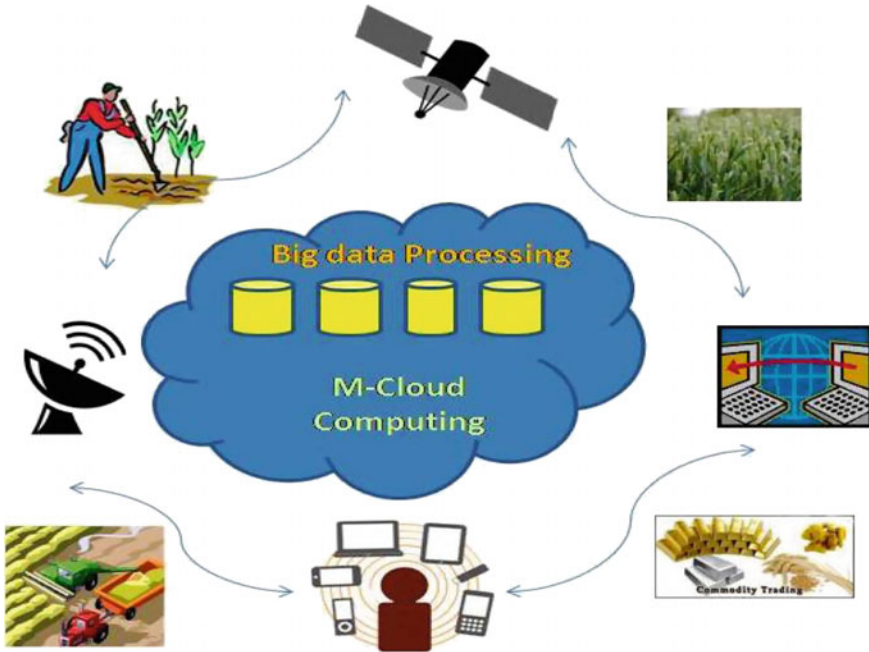 Big data Processing
M-Cloud
Computing
Commodity Trading